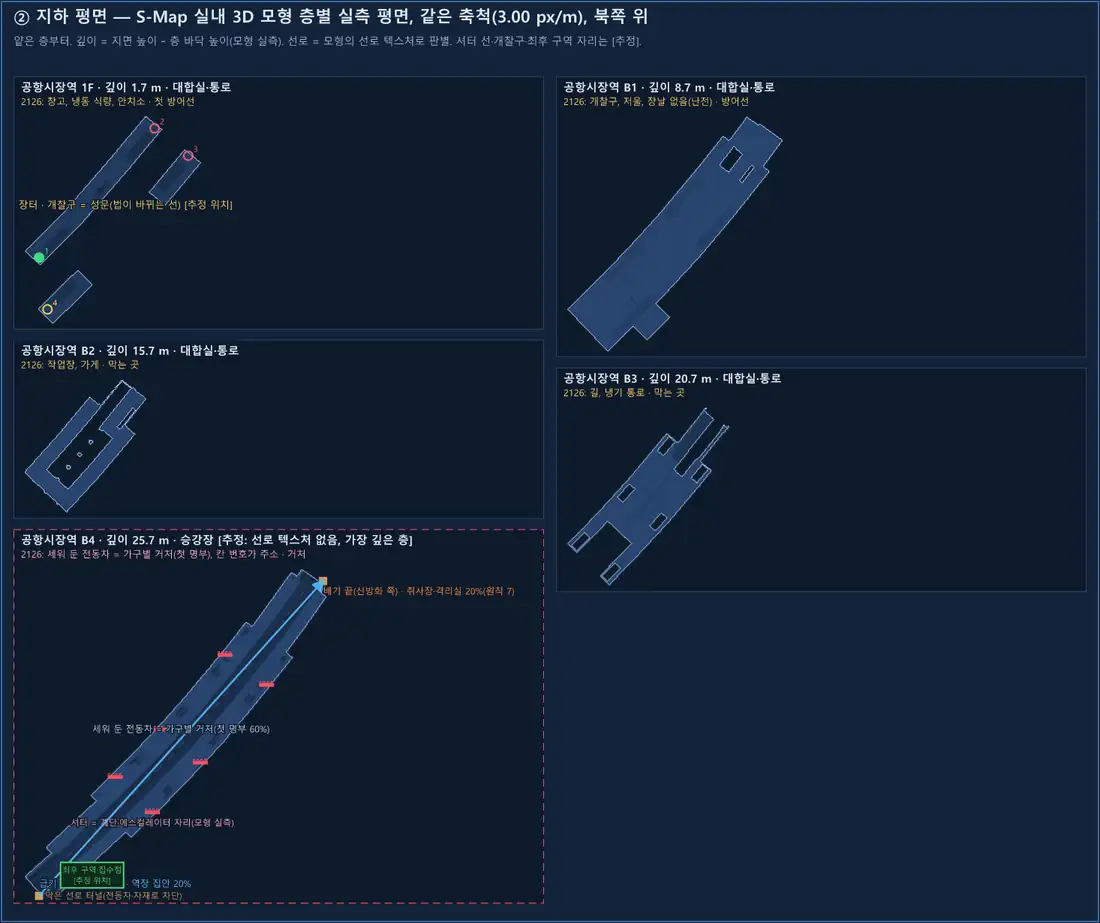 ② 지하 평면 — S-Map 실내 3D 모형 층별 실측 평면, 같은 축척(3.00 px/m), 북쪽 위
얕은 층부터. 깊이 = 지면 높이 − 층 바닥 높이(모형 실측). 선로 = 모형의 선로 텍스처로 판별. 셔터 선·개찰구·최후 구역 자리는 [추정].
공항시장역 1F · 깊이 1.7 m · 대합실·통로
2126: 창고, 냉동 식량, 안치소 · 첫 방어선
2
3
장터 · 개찰구 = 성문(법이 바뀌는 선) [추정 위치]
1
4
공항시장역 B1 · 깊이 8.7 m · 대합실·통로
2126: 개찰구, 저울, 장날 없음(난전) · 방어선
공항시장역 B2 · 깊이 15.7 m · 대합실·통로
2126: 작업장, 가게 · 막는 곳
공항시장역 B3 · 깊이 20.7 m · 대합실·통로
2126: 길, 냉기 통로 · 막는 곳
공항시장역 B4 · 깊이 25.7 m · 승강장 [추정: 선로 텍스처 없음, 가장 깊은 층]
2126: 세워 둔 전동차 = 가구별 거처(첫 명부), 칸 번호가 주소 · 거처
배기 끝(신방화 쪽) · 취사장·격리실 20%(원칙 7)
세워 둔 전동차 = 가구별 거처(첫 명부 60%)
셔터 = 계단·에스컬레이터 자리(모형 실측)
최후 구역·집수정
[추정 위치]
급기 · 역장 집안 20%
막은 선로 터널(전동차·자재로 차단)